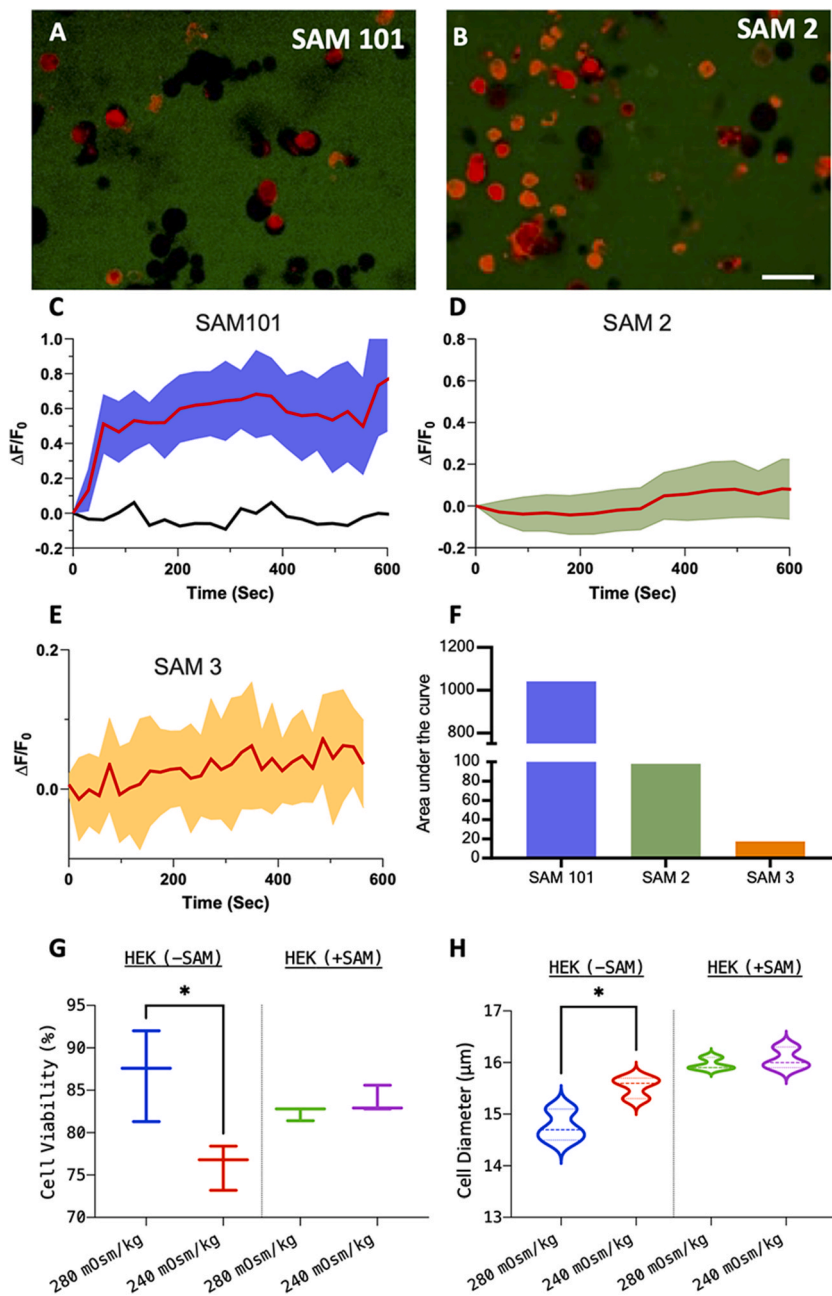 A
SAM 101
B
SAM 2
C
SAM101
ΔF/F0
1.0
0.8
0.6
0.4
0.2
0.0
-0.2
0
200
400
600
Time (Sec)
D
SAM 2
ΔF/F0
0.8
0.6
0.4
0.2
0.0
-0.2
0
200
400
600
Time (Sec)
E
SAM 3
ΔF/F0
0.2
0.0
0
200
400
600
Time (Sec)
F
Area under the curve
1200
1000
800
100
80
60
40
20
0
SAM 101
SAM 2
SAM 3
G
HEK (−SAM)
HEK (+SAM)
*
Cell Viability (%)
95
90
85
80
75
70
280 mOsm/kg
240 mOsm/kg
280 mOsm/kg
240 mOsm/kg
H
HEK (−SAM)
HEK (+SAM)
*
Cell Diameter (μm)
17
16
15
14
13
280 mOsm/kg
240 mOsm/kg
280 mOsm/kg
240 mOsm/kg